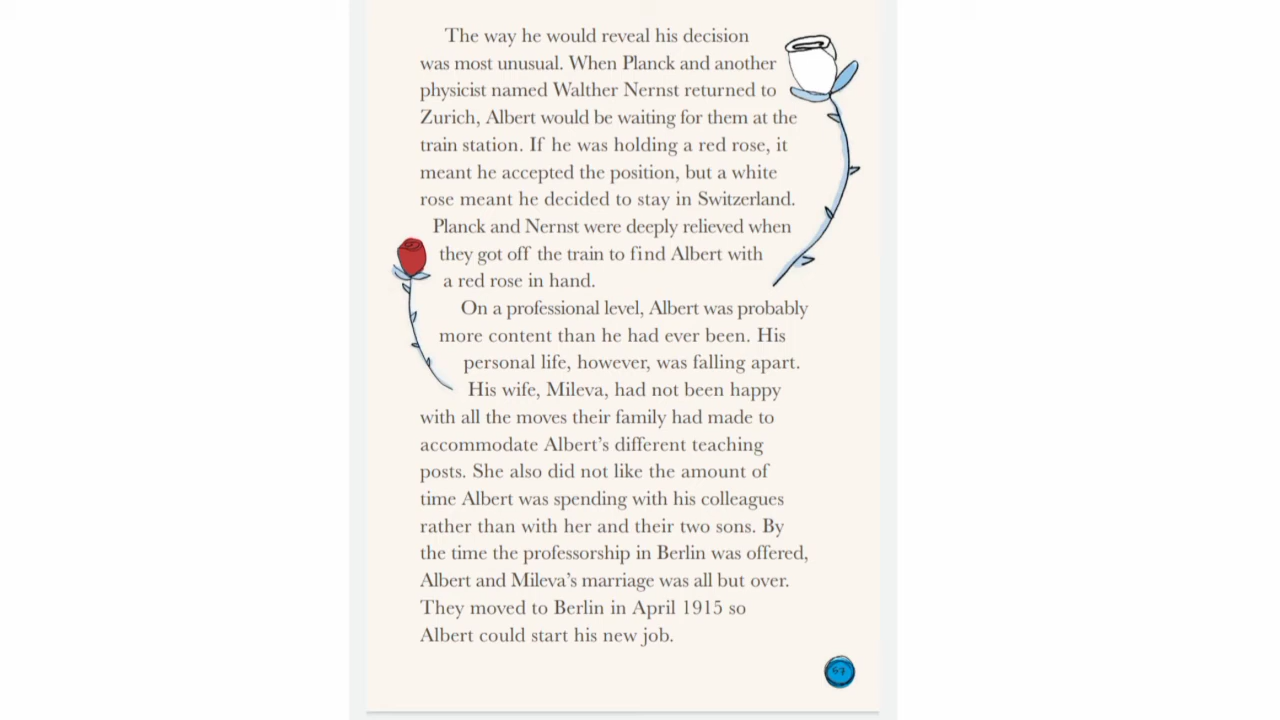 The way he would reveal his decision
was most unusual. When Planck and another
physicist named Walther Nernst returned to
Zurich, Albert would be waiting for them at the
train station. If he was holding a red rose, it
meant he accepted the position, but a white
rose meant he decided to stay in Switzerland.
Planck and Nernst were deeply relieved when
they got off the train to find Albert with
a red rose in hand.
On a professional level, Albert was probably
more content than he had ever been. His
personal life, however, was falling apart.
His wife, Mileva, had not been happy
with all the moves their family had made to
accommodate Albert’s different teaching
posts. She also did not like the amount of
time Albert was spending with his colleagues
rather than with her and their two sons. By
the time the professorship in Berlin was offered,
Albert and Mileva’s marriage was all but over.
They moved to Berlin in April 1915 so
Albert could start his new job.
67